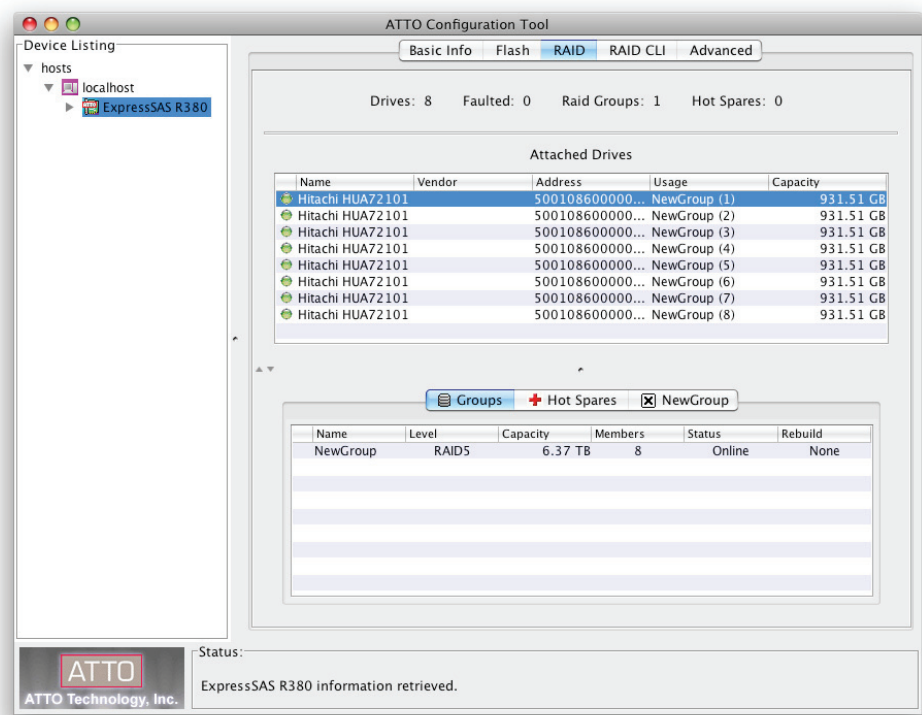 ATTO Configuration Tool
Device Listing
hosts
localhost
ExpressSAS R380
Basic Info Flash RAID RAID CLI Advanced
Drives: 8 Faulted: 0 Raid Groups: 1 Hot Spares: 0
Attached Drives
Name Vendor Address Usage Capacity
Hitachi HUA72101 500108600000... NewGroup (1) 931.51 GB
Hitachi HUA72101 500108600000... NewGroup (2) 931.51 GB
Hitachi HUA72101 500108600000... NewGroup (3) 931.51 GB
Hitachi HUA72101 500108600000... NewGroup (4) 931.51 GB
Hitachi HUA72101 500108600000... NewGroup (5) 931.51 GB
Hitachi HUA72101 500108600000... NewGroup (6) 931.51 GB
Hitachi HUA72101 500108600000... NewGroup (7) 931.51 GB
Hitachi HUA72101 500108600000... NewGroup (8) 931.51 GB
Groups Hot Spares NewGroup
Name Level Capacity Members Status Rebuild
NewGroup RAID5 6.37 TB 8 Online None
ATTO
ATTO Technology, Inc.
Status:
ExpressSAS R380 information retrieved.